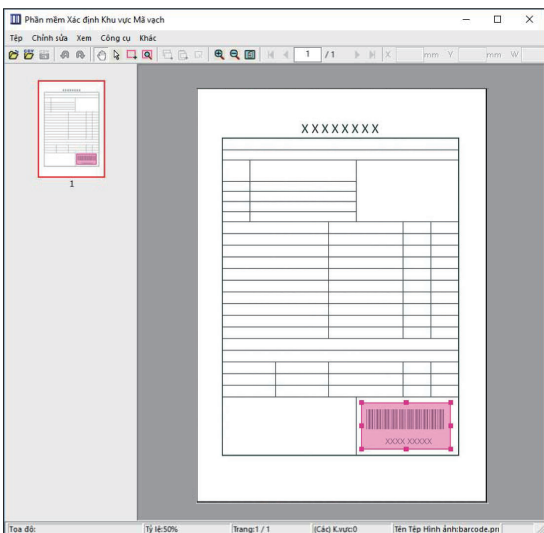 Phần mềm Xác định Khu vực Mã vạch
Tệp Chỉnh sửa Xem Công cụ Khác
1 / 1 X mm Y mm W
XXXXXXXX
1
XXXX XXXXX
Tọa độ: Tỷ lệ:50% Trang:1 / 1 (Các) K.vực:0 Tên Tệp Hình ảnh:barcode.pn